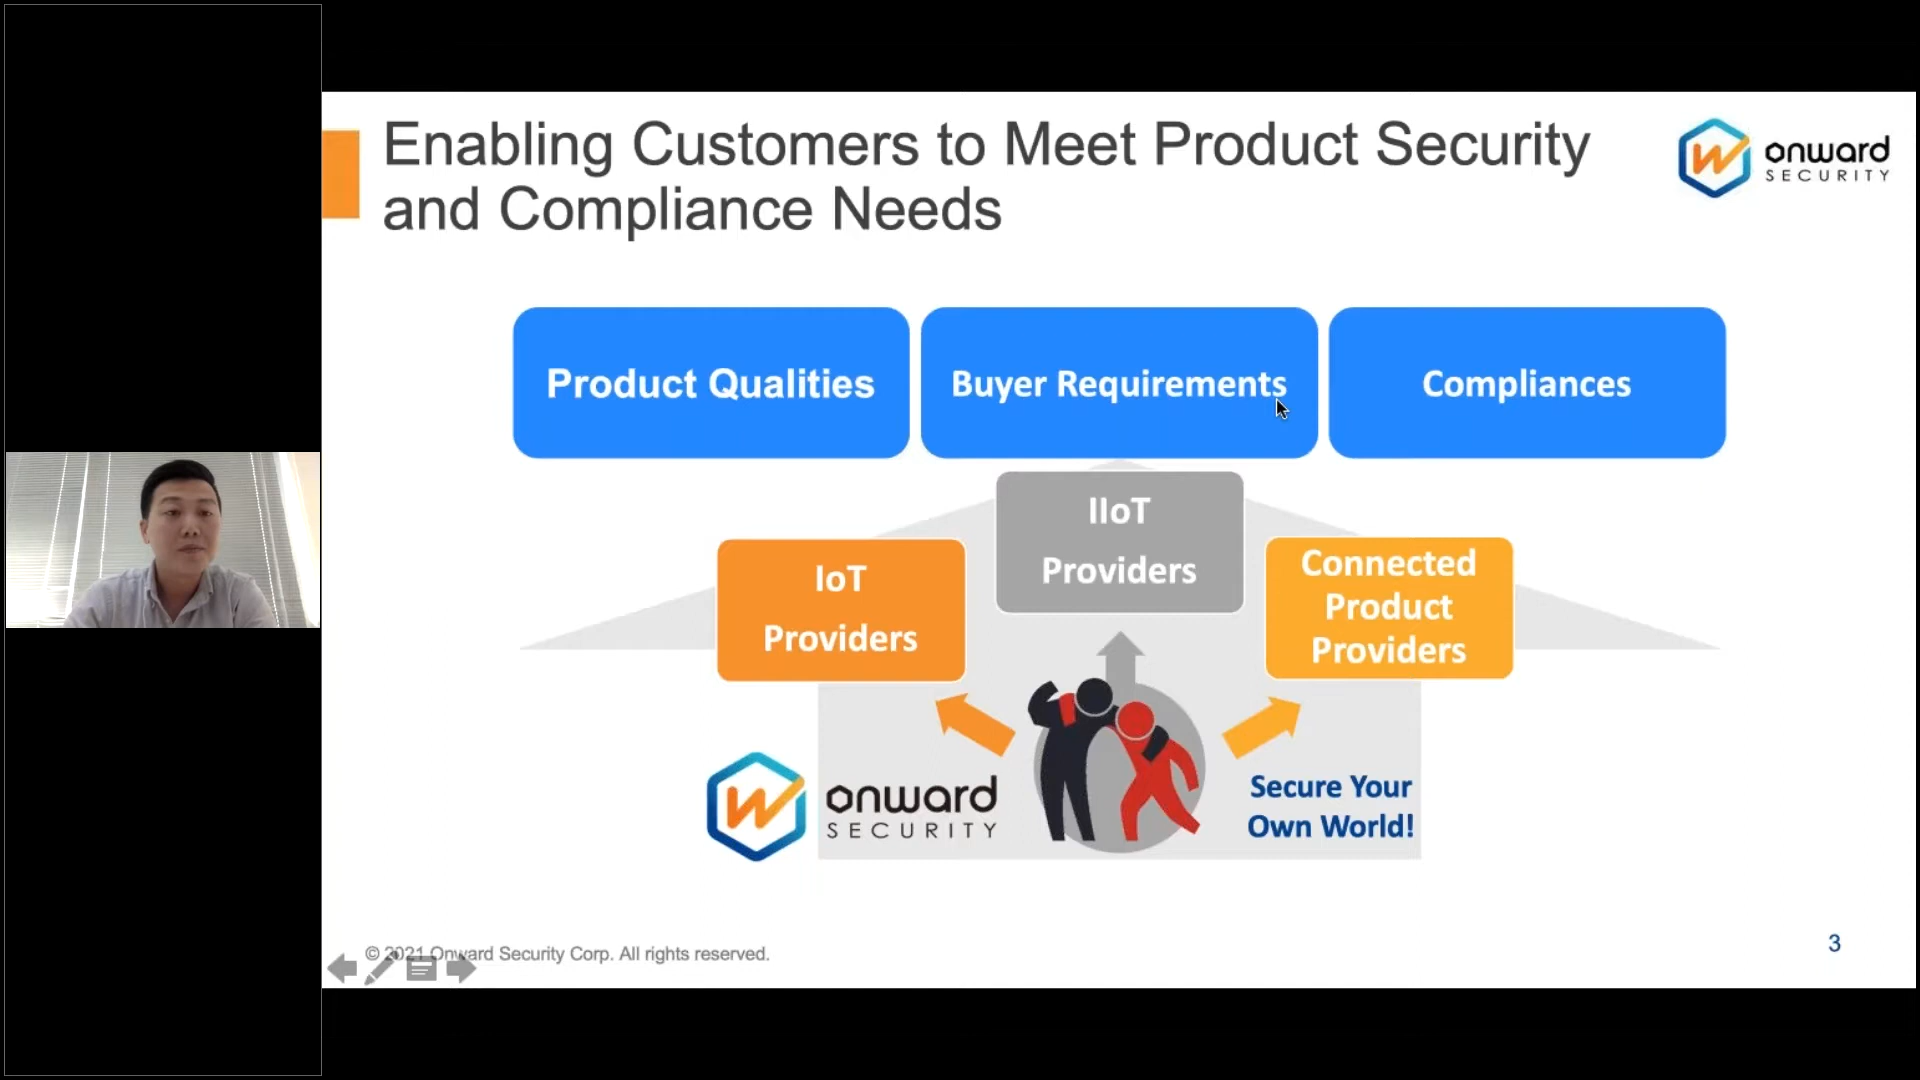 Enabling Customers to Meet Product Security
and Compliance Needs
onward
SECURITY
Product Qualities
Buyer Requirements
Compliances
IIoT
Providers
IoT
Providers
Connected
Product
Providers
onward
SECURITY
Secure Your
Own World!
© 2021 Onward Security Corp. All rights reserved.
3